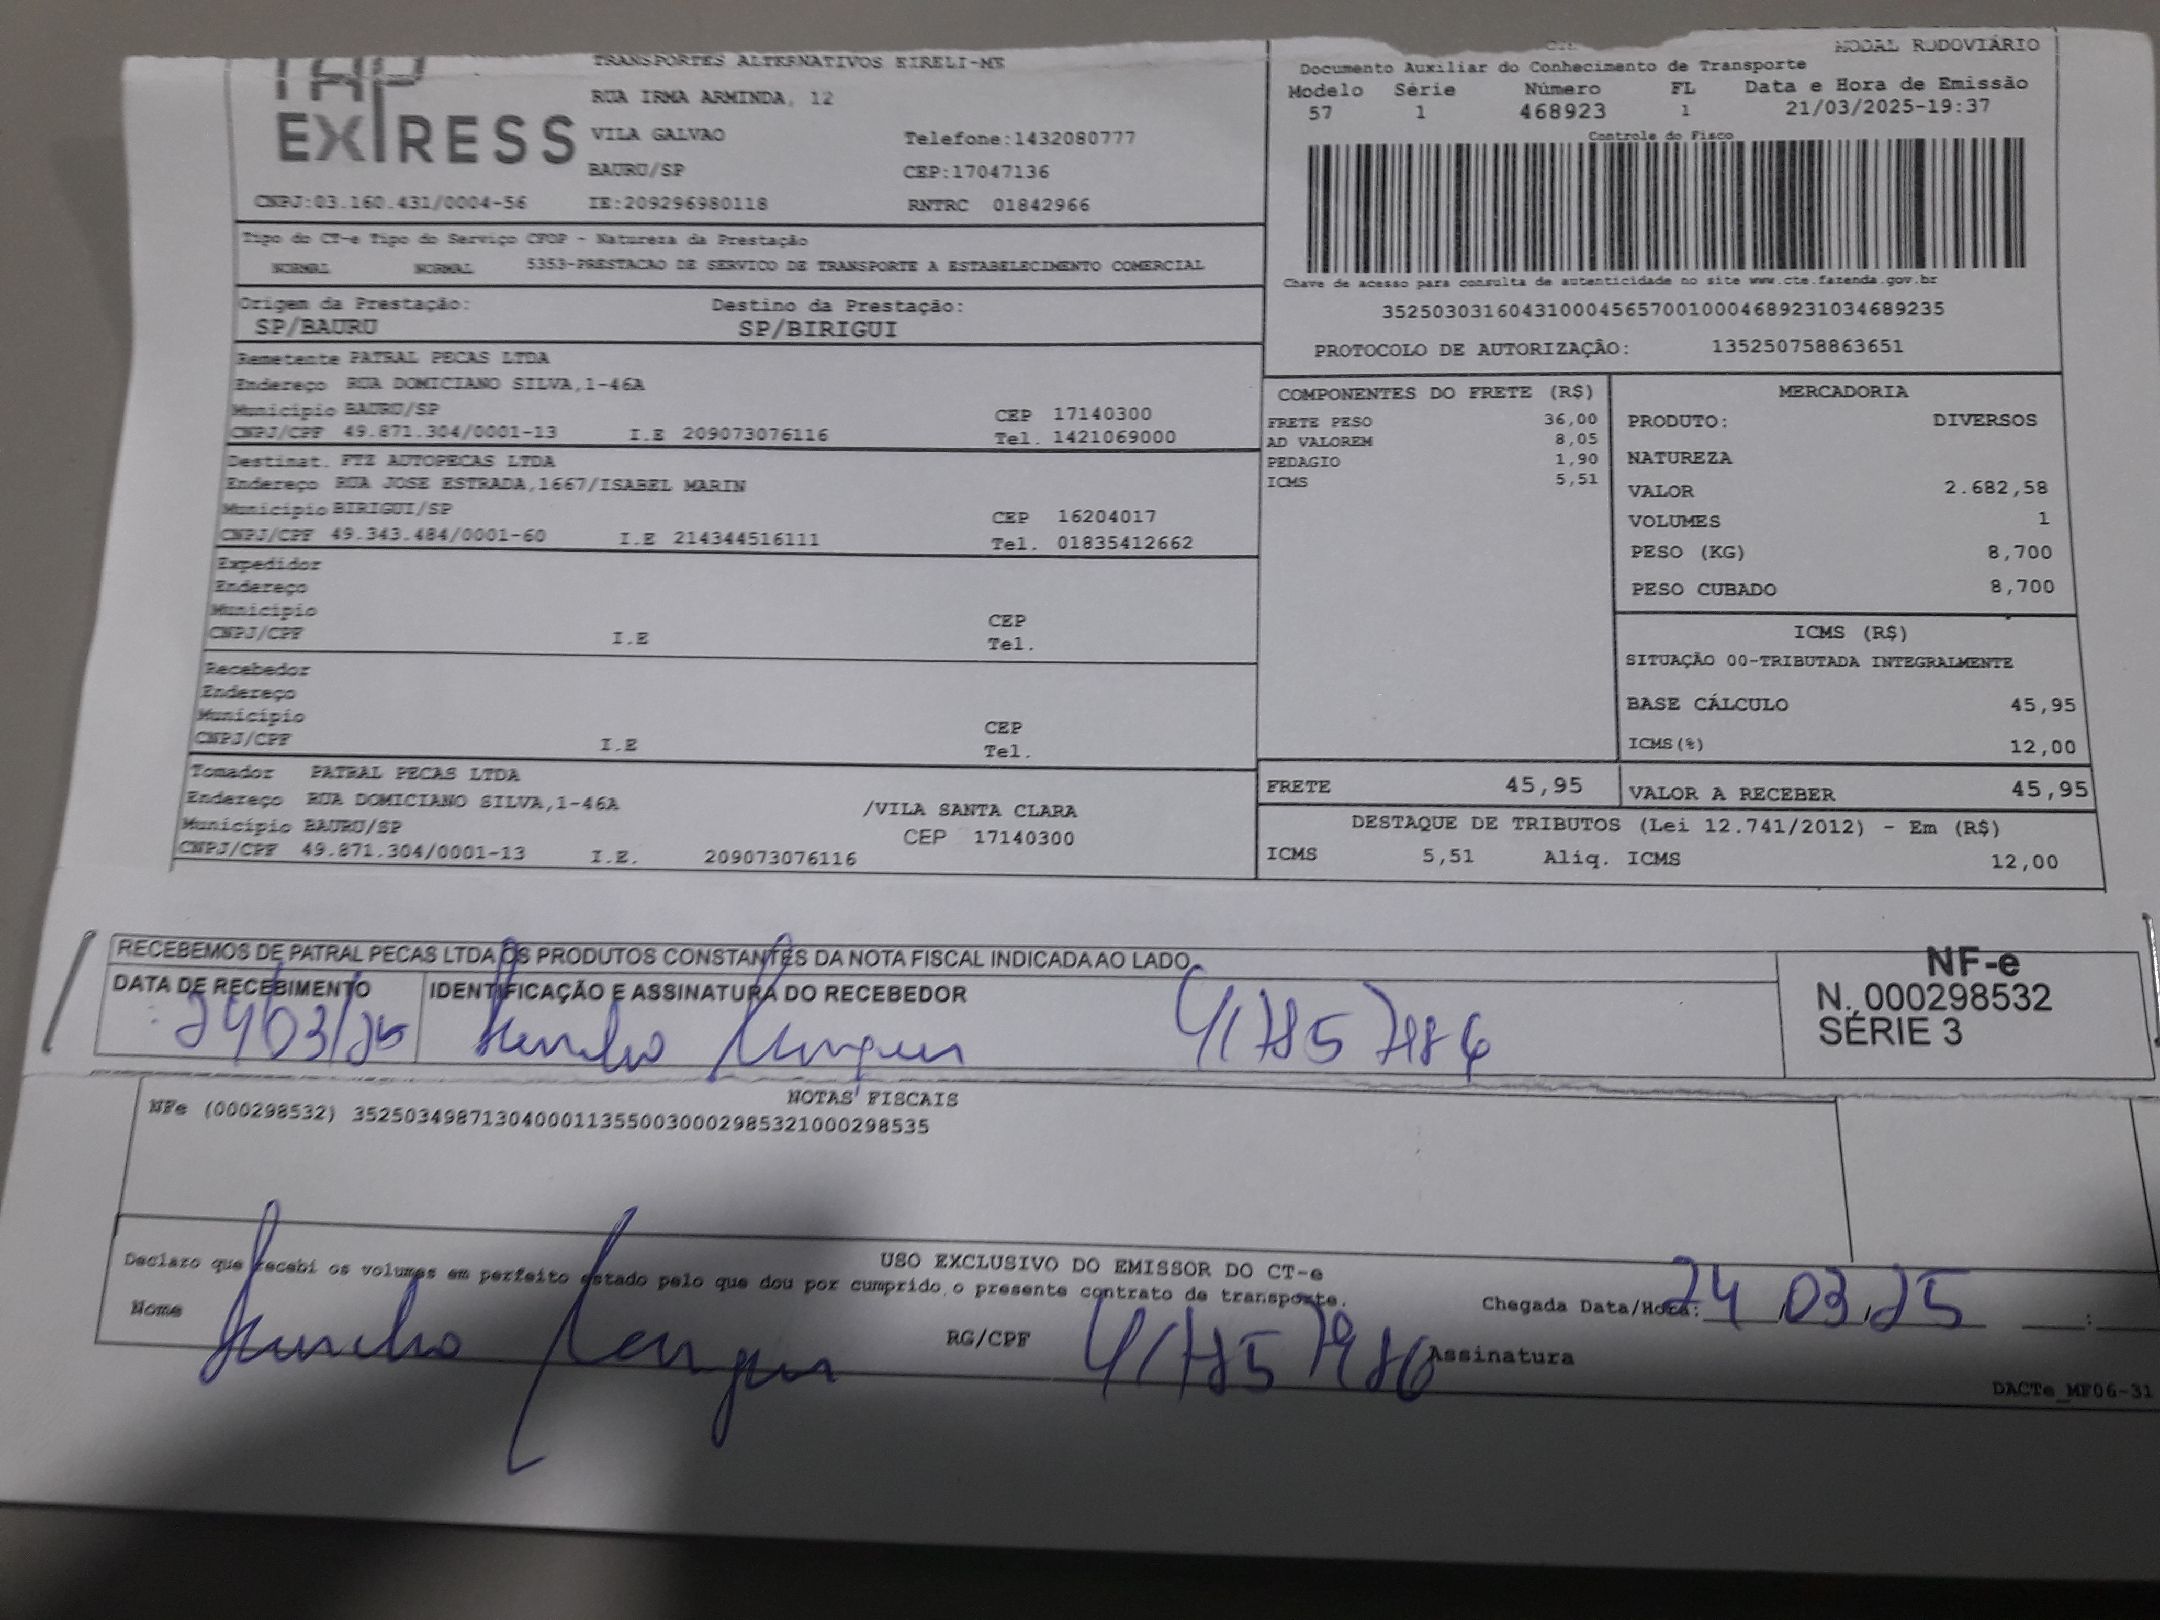 TAP
EXPRESS
TRANSPORTES ALTERNATIVOS EIRELI-ME
RUA IRMA ARMINDA, 12
VILA GALVAO Telefone:1432080777
BAURU/SP CEP:17047136
CNPJ:03.160.431/0004-56 IE:209296980118 RNTRC 01842966
MODAL RODOVIÁRIO
Documento Auxiliar do Conhecimento de Transporte
Modelo Série Número FL Data e Hora de Emissão
57 1 468923 1 21/03/2025-19:37
Controle do Fisco
Chave de acesso para consulta de autenticidade no site www.cte.fazenda.gov.br
35250303160431000456570010004689231034689235
PROTOCOLO DE AUTORIZAÇÃO: 135250758863651
Tipo do CT-e Tipo do Serviço CFOP - Natureza da Prestação
NORMAL NORMAL 5353-PRESTACAO DE SERVICO DE TRANSPORTE A ESTABELECIMENTO COMERCIAL
Origem da Prestação: Destino da Prestação:
SP/BAURU SP/BIRIGUI
Remetente PATRAL PECAS LTDA
Endereço RUA DOMICIANO SILVA,1-46A
Município BAURU/SP CEP 17140300
CNPJ/CPF 49.871.304/0001-13 I.E 209073076116 Tel. 1421069000
Destinat. FTZ AUTOPECAS LTDA
Endereço RUA JOSE ESTRADA,1667/ISABEL MARIN
Município BIRIGUI/SP CEP 16204017
CNPJ/CPF 49.343.484/0001-60 I.E 214344516111 Tel. 01835412662
Expedidor
Endereço
Município CEP
CNPJ/CPF I.E Tel.
Recebedor
Endereço
Município CEP
CNPJ/CPF I.E Tel.
Tomador PATRAL PECAS LTDA
Endereço RUA DOMICIANO SILVA,1-46A /VILA SANTA CLARA
Município BAURU/SP CEP 17140300
CNPJ/CPF 49.871.304/0001-13 I.E. 209073076116
COMPONENTES DO FRETE (R$)
FRETE PESO 36,00
AD VALOREM 8,05
PEDAGIO 1,90
ICMS 5,51
MERCADORIA
PRODUTO: DIVERSOS
NATUREZA
VALOR 2.682,58
VOLUMES 1
PESO (KG) 8,700
PESO CUBADO 8,700
ICMS (R$)
SITUAÇÃO 00-TRIBUTADA INTEGRALMENTE
BASE CÁLCULO 45,95
ICMS(%) 12,00
FRETE 45,95 VALOR A RECEBER 45,95
DESTAQUE DE TRIBUTOS (Lei 12.741/2012) - Em (R$)
ICMS 5,51 Aliq. ICMS 12,00
RECEBEMOS DE PATRAL PECAS LTDA OS PRODUTOS CONSTANTES DA NOTA FISCAL INDICADA AO LADO
DATA DE RECEBIMENTO IDENTIFICAÇÃO E ASSINATURA DO RECEBEDOR
24/03/25
NF-e
N. 000298532
SÉRIE 3
NOTAS FISCAIS
NFe (000298532) 35250349871304000113550030002985321000298535
USO EXCLUSIVO DO EMISSOR DO CT-e
Declaro que recebi os volumes em perfeito estado pelo que dou por cumprido o presente contrato de transporte.
Chegada Data/Hora: 24 03 25 :
Nome RG/CPF Assinatura
DACTe_MF06-31